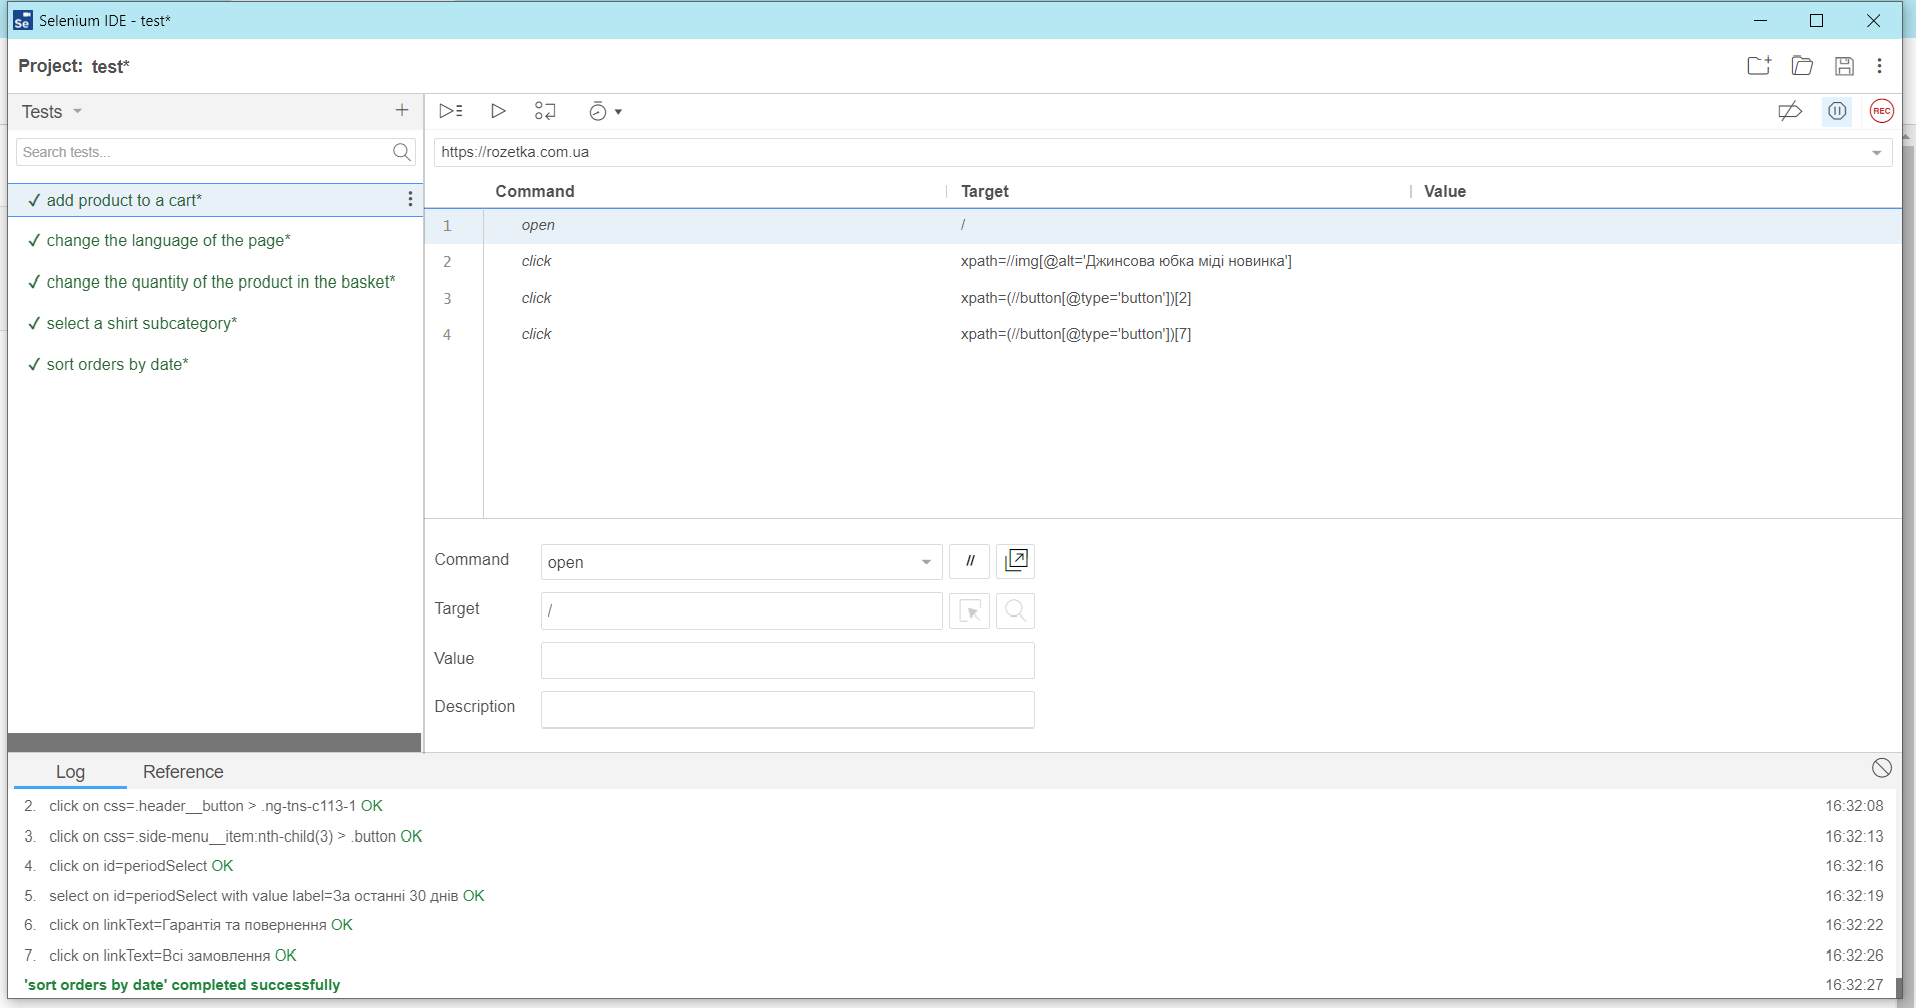 Se Selenium IDE - test*
Project: test*
Tests
Search tests...
✓ add product to a cart*
✓ change the language of the page*
✓ change the quantity of the product in the basket*
✓ select a shirt subcategory*
✓ sort orders by date*
REC
https://rozetka.com.ua
Command Target Value
1 open /
2 click xpath=//img[@alt='Джинсова юбка міді новинка']
3 click xpath=(//button[@type='button'])[2]
4 click xpath=(//button[@type='button'])[7]
Command open //
Target /
Value
Description
Log Reference
2. click on css=.header__button > .ng-tns-c113-1 OK 16:32:08
3. click on css=.side-menu__item:nth-child(3) > .button OK 16:32:13
4. click on id=periodSelect OK 16:32:16
5. select on id=periodSelect with value label=За останні 30 днів OK 16:32:19
6. click on linkText=Гарантія та повернення OK 16:32:22
7. click on linkText=Всі замовлення OK 16:32:26
'sort orders by date' completed successfully 16:32:27